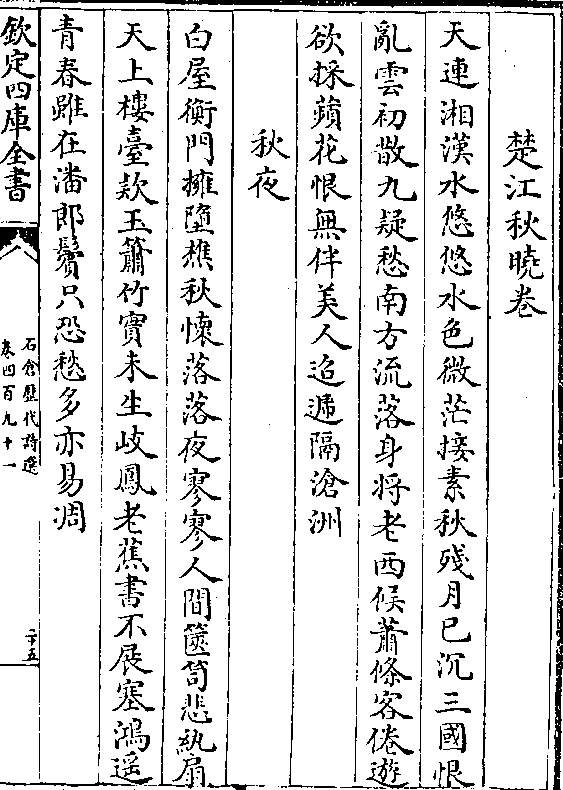 楚江秋曉卷
天連湘漢水悠悠水色微茫接素秋殘月已沉三國恨
亂雲初散九疑愁南方流落身將老西候蕭條客倦遊
欲採蘋花恨無伴美人迢遞隔滄洲
秋夜
白屋衡門擁墮樵秋懷落落夜寥寥人間篋笥悲紈扇
天上樓臺欵玉簫竹實未生岐鳳老蕉書不展塞鴻遥
青春雖在潘郎鬢只恐愁多亦易凋
欽定四庫全書
石倉歷代詩選
卷四百九十一
二十五